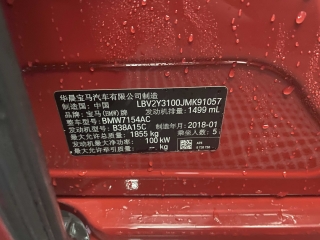 华晨宝马汽车有限公司制造
制造国: 中国 LBV2Y3100JMK91057
品牌: 宝马(BMW)牌 发动机排量: 1499 mL
整车型号: BMW7154AC
发动机型号: B38A15C 制造年月: 2018-01
最大允许总质量: 1855 kg 乘坐人数: 5
发动机最大净功率: 100 kW
最大允许牵引质量: — kg